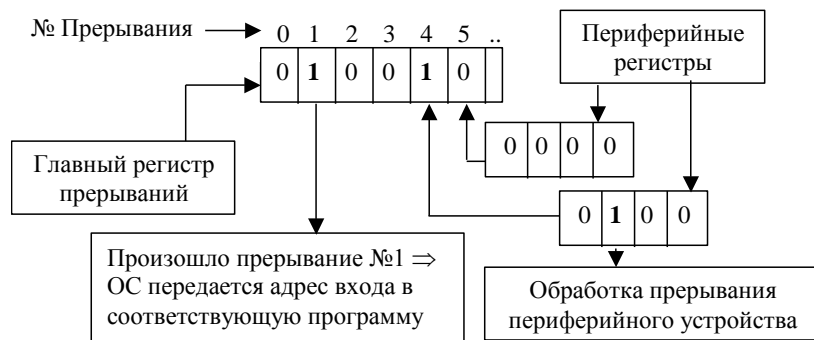 № Прерывания
0 1 2 3 4 5 ..
0 1 0 0 1 0
Периферийные
регистры
0 0 0 0
Главный регистр
прерываний
0 1 0 0
Произошло прерывание №1 ⇒
ОС передается адрес входа в
соответствующую программу
Обработка прерывания
периферийного устройства